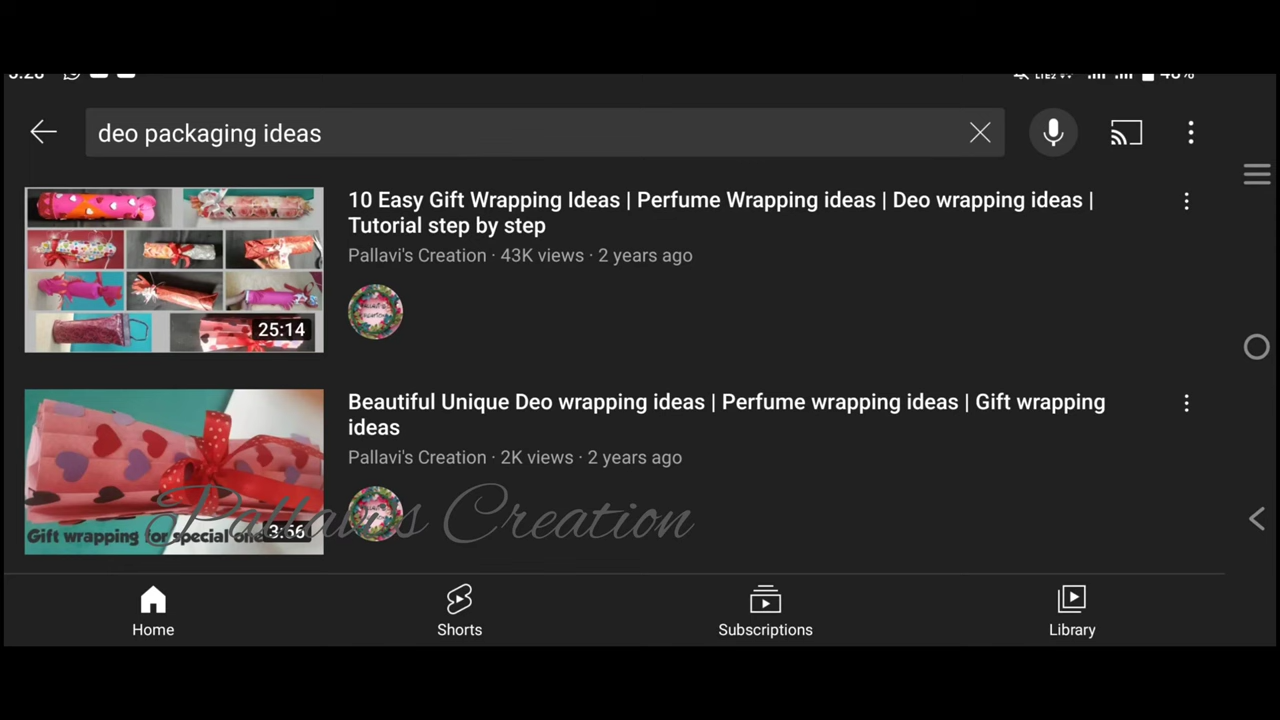 deo packaging ideas
10 Easy Gift Wrapping Ideas | Perfume Wrapping ideas | Deo wrapping ideas |
Tutorial step by step
Pallavi's Creation · 43K views · 2 years ago
25:14
Beautiful Unique Deo wrapping ideas | Perfume wrapping ideas | Gift wrapping
ideas
Pallavi's Creation · 2K views · 2 years ago
Pallavi's Creation
Gift wrapping for special one
3:56
Home
Shorts
Subscriptions
Library